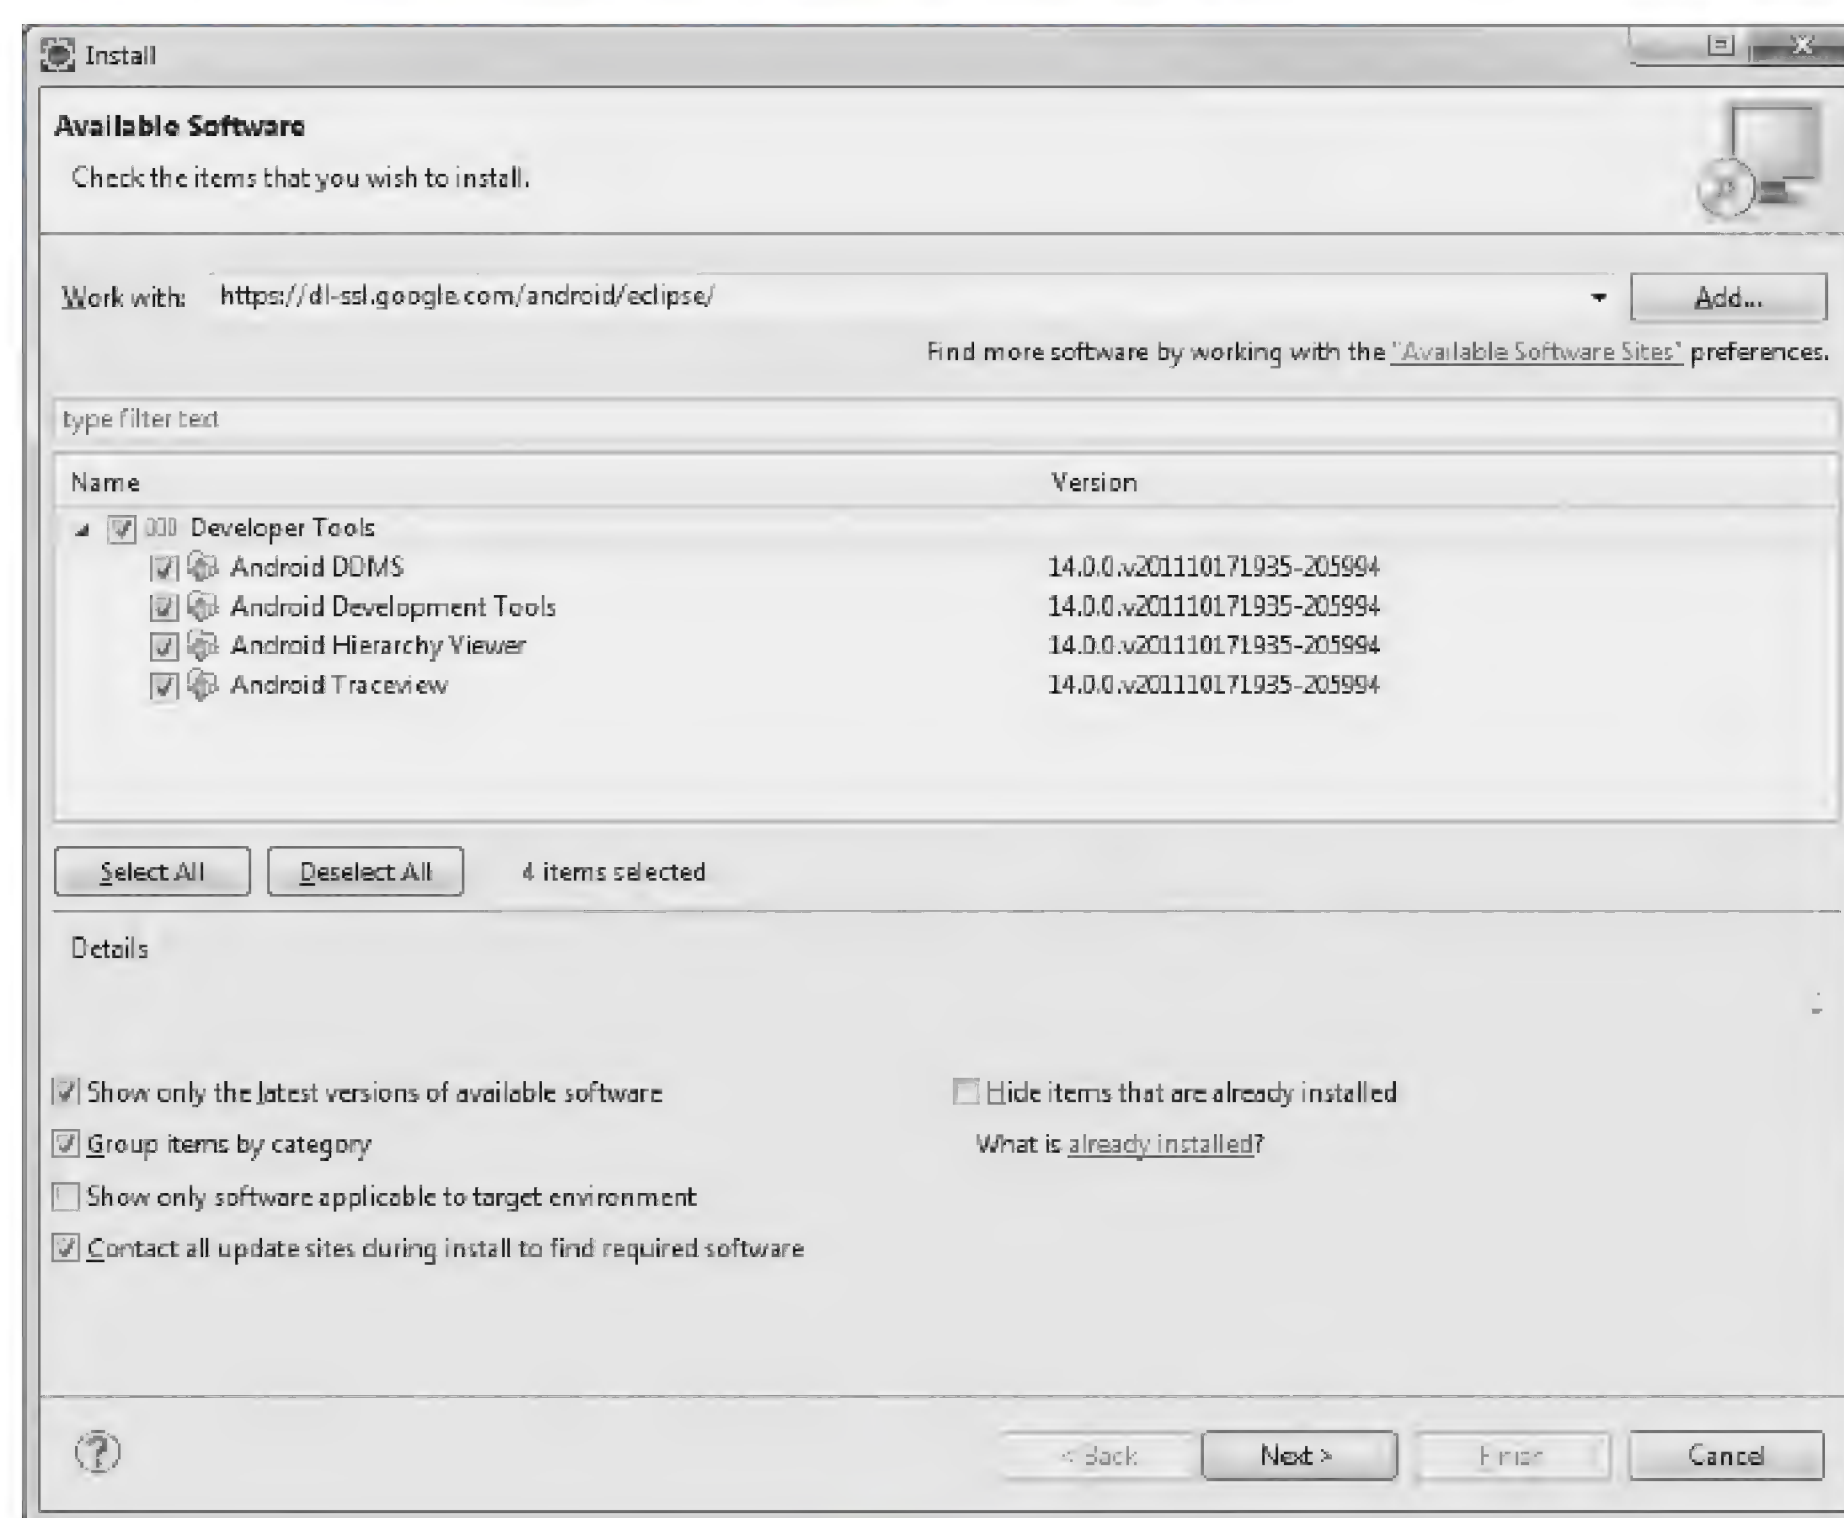 Install
Available Software
Check the items that you wish to install.
Work with: https://dl-ssl.google.com/android/eclipse/ Add...
Find more software by working with the "Available Software Sites" preferences.
type filter text
Name Version
Developer Tools
Android DDMS 14.0.0.v201110171935-205994
Android Development Tools 14.0.0.v201110171935-205994
Android Hierarchy Viewer 14.0.0.v201110171935-205994
Android Traceview 14.0.0.v201110171935-205994
Select All Deselect All 4 items selected
Details
Show only the latest versions of available software Hide items that are already installed
Group items by category What is already installed?
Show only software applicable to target environment
Contact all update sites during install to find required software
? < Back Next > Finish Cancel